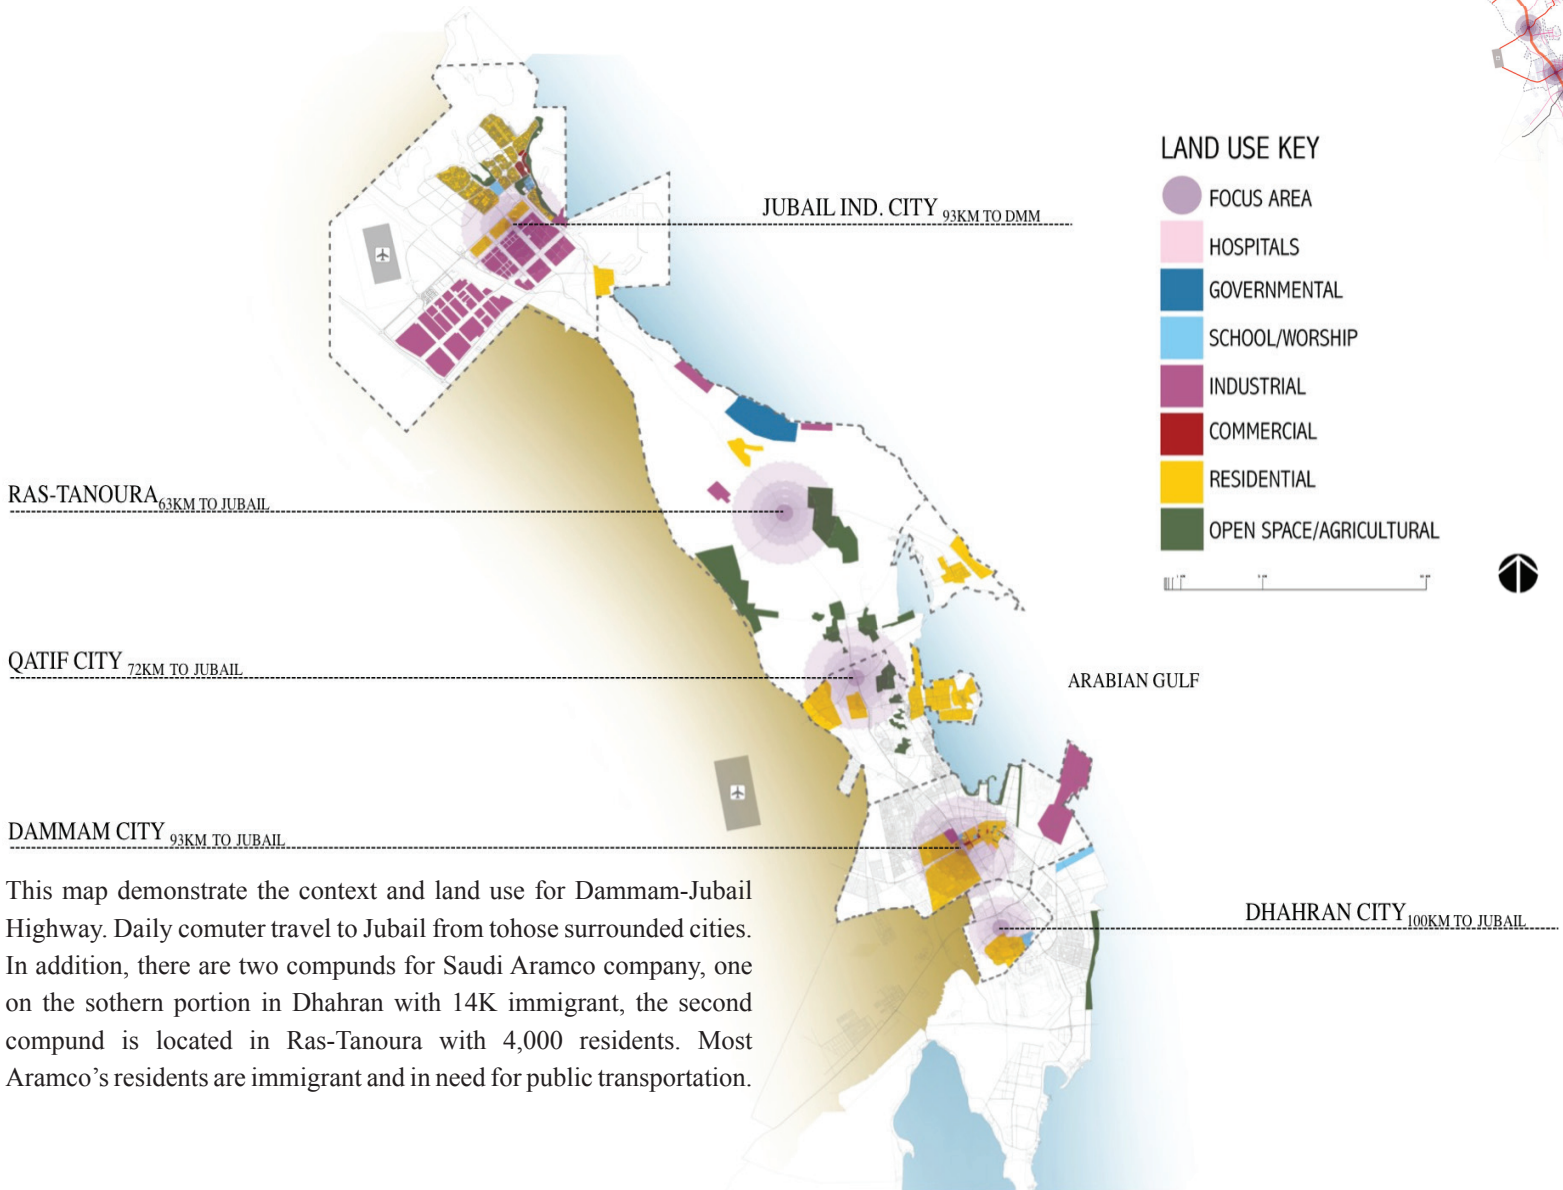 LAND USE KEY
FOCUS AREA
HOSPITALS
GOVERNMENTAL
SCHOOL/WORSHIP
INDUSTRIAL
COMMERCIAL
RESIDENTIAL
OPEN SPACE/AGRICULTURAL
JUBAIL IND. CITY 93KM TO DMM
RAS-TANOURA 63KM TO JUBAIL
QATIF CITY 72KM TO JUBAIL
ARABIAN GULF
DAMMAM CITY 93KM TO JUBAIL
DHAHRAN CITY 100KM TO JUBAIL
This map demonstrate the context and land use for Dammam-Jubail
Highway. Daily comuter travel to Jubail from tohose surrounded cities.
In addition, there are two compunds for Saudi Aramco company, one
on the sothern portion in Dhahran with 14K immigrant, the second
compund is located in Ras-Tanoura with 4,000 residents. Most
Aramco’s residents are immigrant and in need for public transportation.